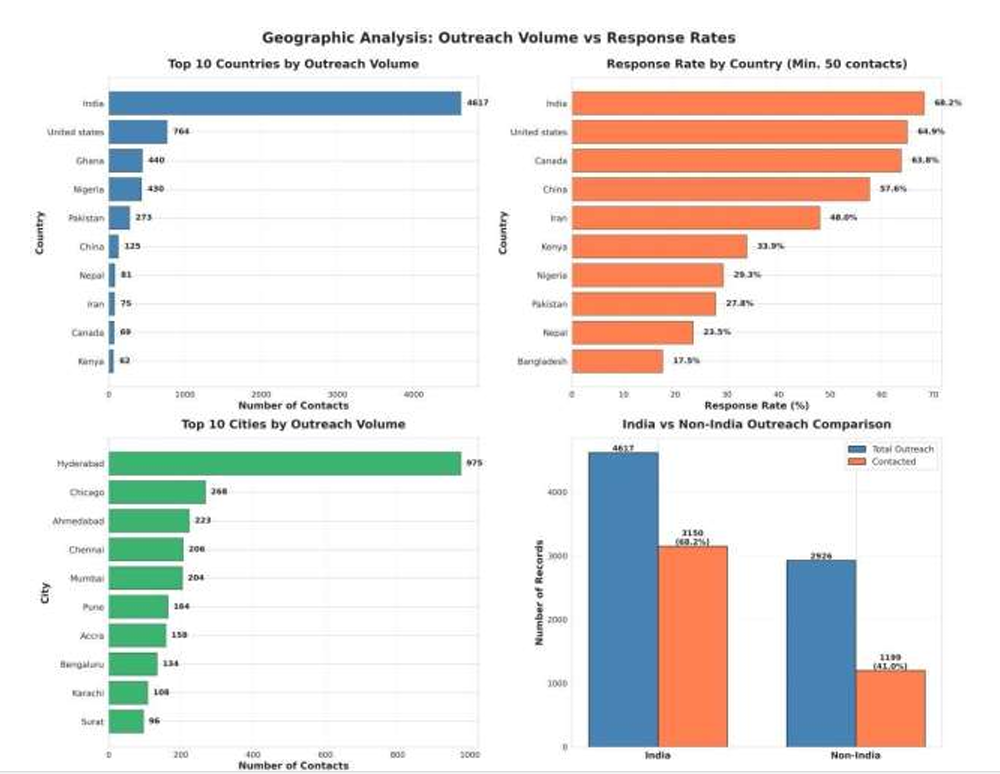 Geographic Analysis: Outreach Volume vs Response Rates
Top 10 Countries by Outreach Volume
India 4617
United states 764
Ghana 440
Nigeria 430
Pakistan 273
China 125
Nepal 81
Iran 75
Canada 69
Kenya 62
Country
0 1000 2000 3000 4000
Number of Contacts
Response Rate by Country (Min. 50 contacts)
India 68.2%
United states 64.9%
Canada 63.8%
China 57.6%
Iran 48.0%
Kenya 33.9%
Nigeria 29.3%
Pakistan 27.8%
Nepal 23.5%
Bangladesh 17.5%
Country
0 10 20 30 40 50 60 70
Response Rate (%)
Top 10 Cities by Outreach Volume
Hyderabad 975
Chicago 268
Ahmedabad 223
Chennai 206
Mumbai 204
Pune 164
Accra 158
Bengaluru 134
Karachi 108
Surat 96
City
0 200 400 600 800 1000
Number of Contacts
India vs Non-India Outreach Comparison
Total Outreach
Contacted
4617
3150
(68.2%)
2926
1199
(41.0%)
4000
3000
2000
1000
0
Number of Records
India Non-India